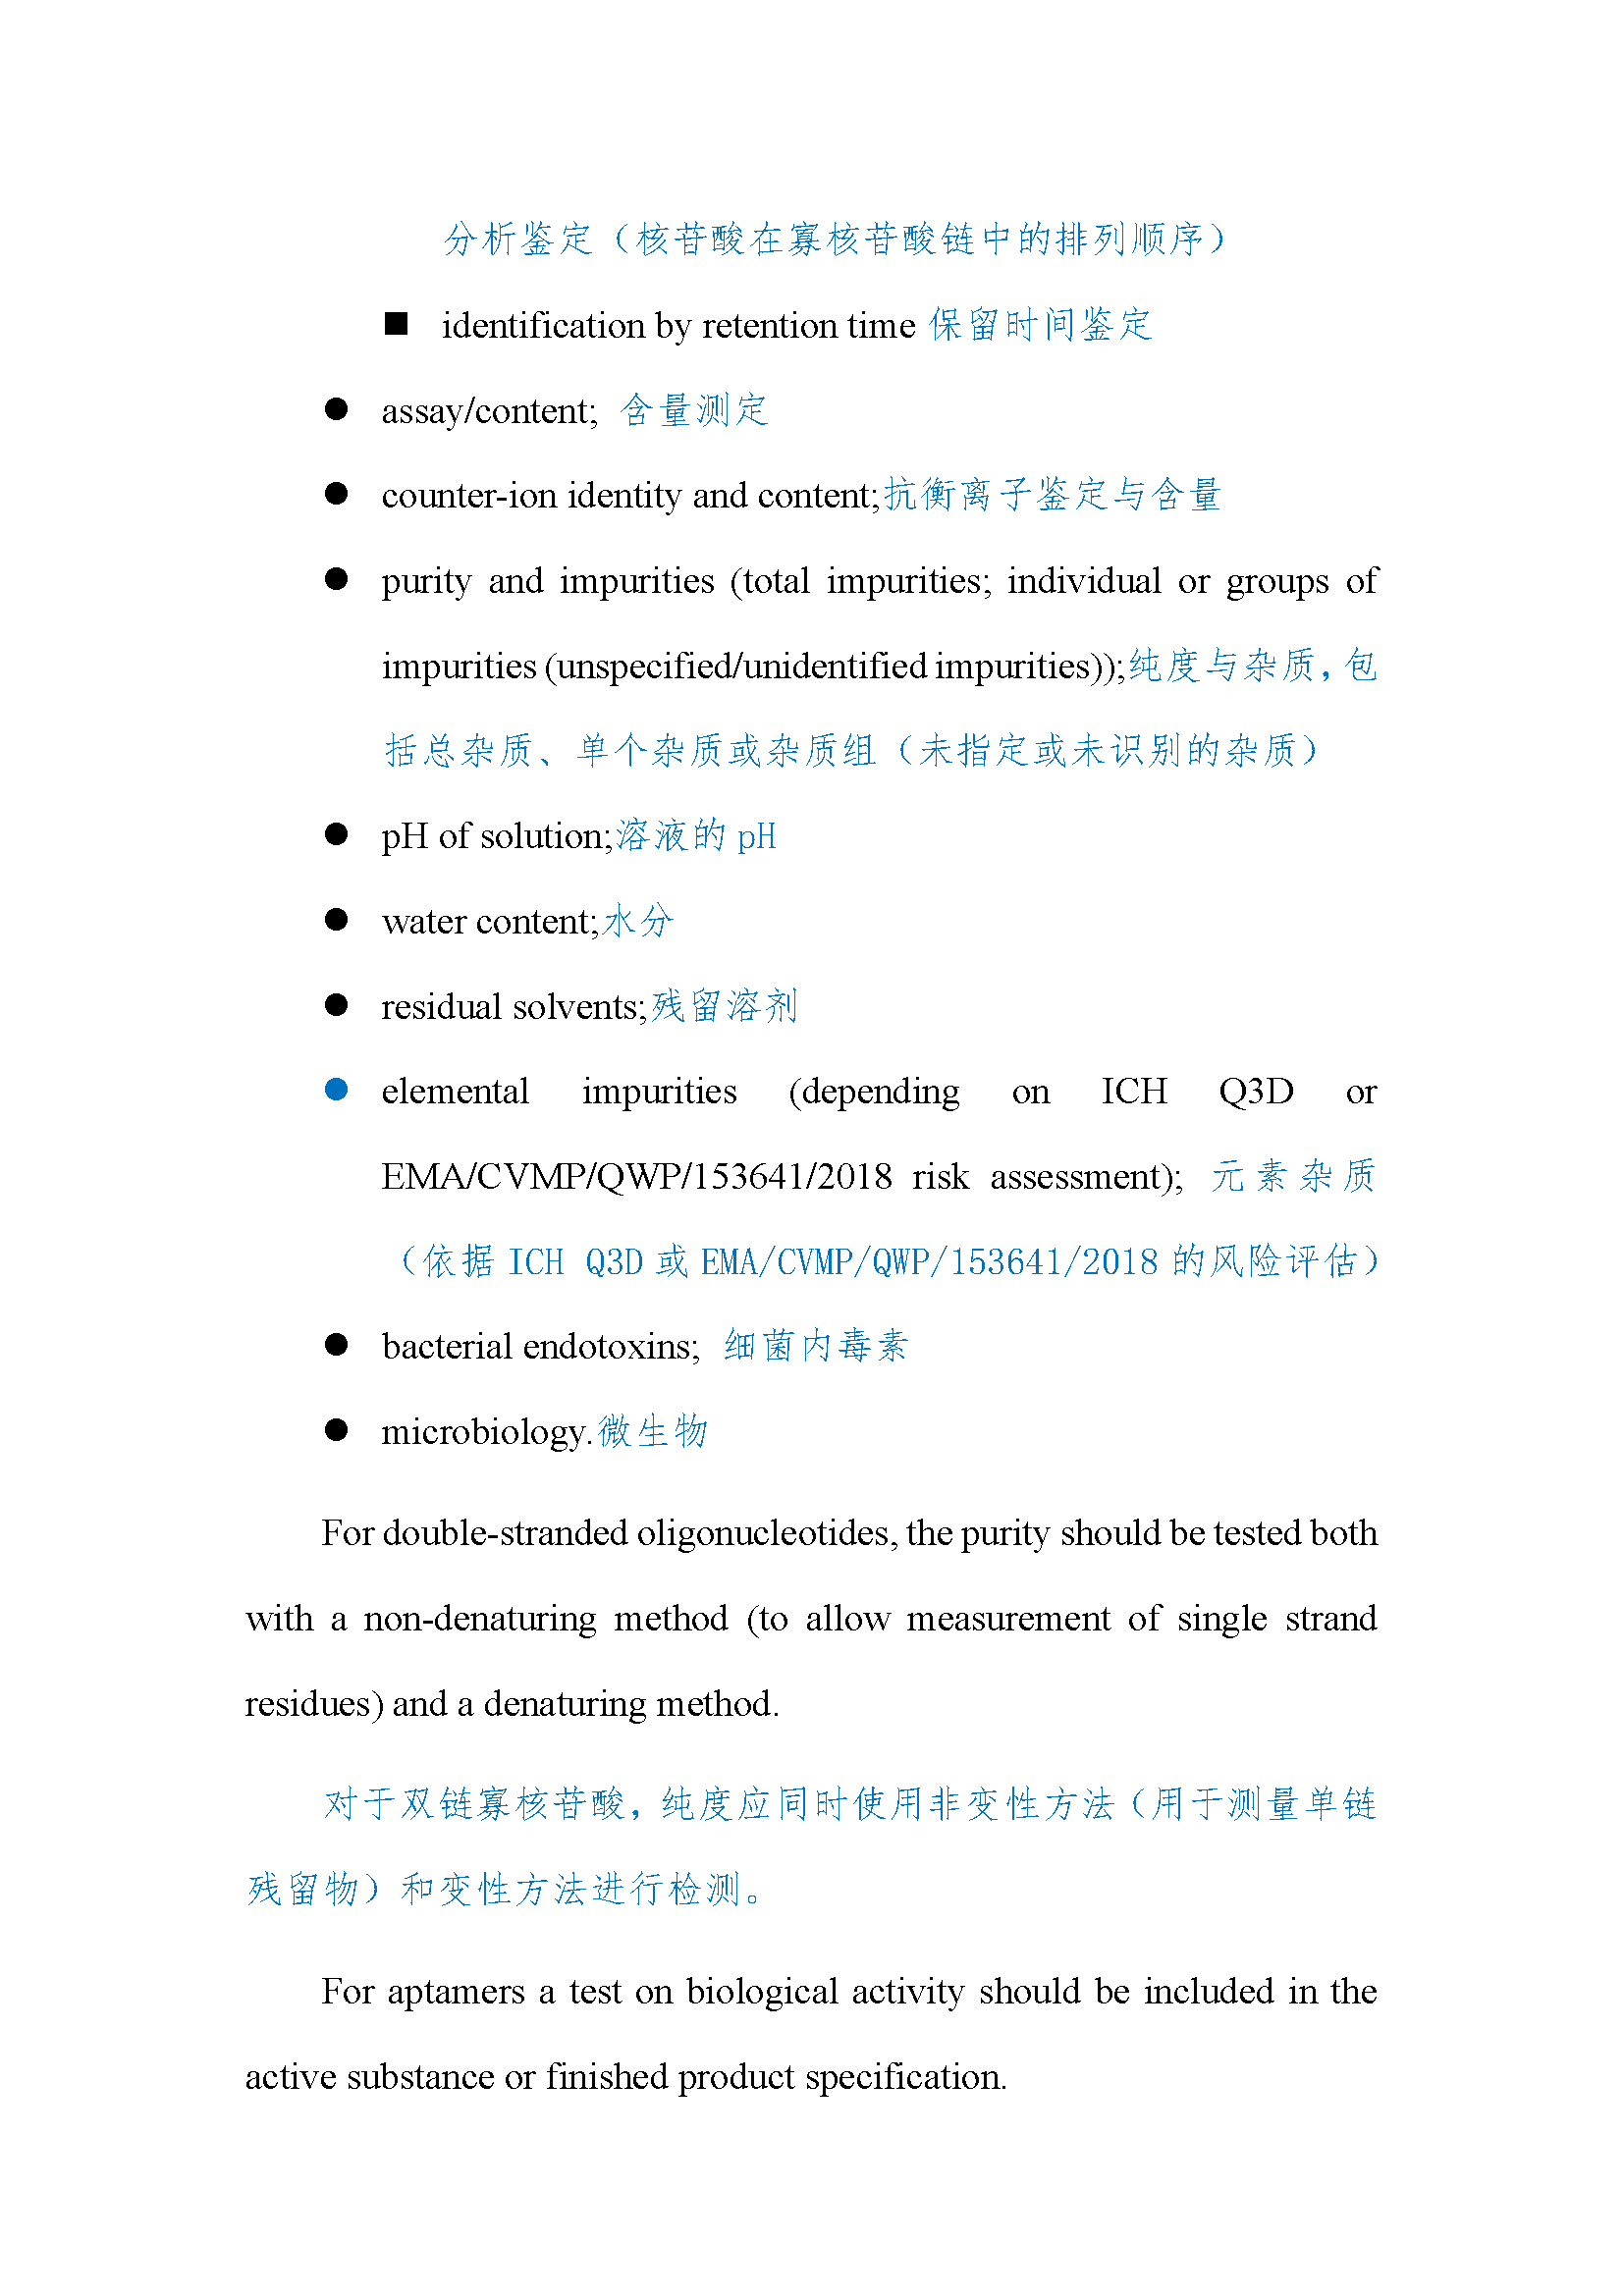 分析鉴定（核苷酸在寡核苷酸链中的排列顺序）
■ identification by retention time 保留时间鉴定
● assay/content; 含量测定
● counter-ion identity and content;抗衡离子鉴定与含量
● purity and impurities (total impurities; individual or groups of
impurities (unspecified/unidentified impurities));纯度与杂质，包
括总杂质、单个杂质或杂质组（未指定或未识别的杂质）
● pH of solution;溶液的 pH
● water content;水分
● residual solvents;残留溶剂
● elemental impurities (depending on ICH Q3D or
EMA/CVMP/QWP/153641/2018 risk assessment); 元素杂质
（依据 ICH Q3D 或 EMA/CVMP/QWP/153641/2018 的风险评估）
● bacterial endotoxins; 细菌内毒素
● microbiology.微生物
For double-stranded oligonucleotides, the purity should be tested both
with a non-denaturing method (to allow measurement of single strand
residues) and a denaturing method.
对于双链寡核苷酸，纯度应同时使用非变性方法（用于测量单链
残留物）和变性方法进行检测。
For aptamers a test on biological activity should be included in the
active substance or finished product specification.